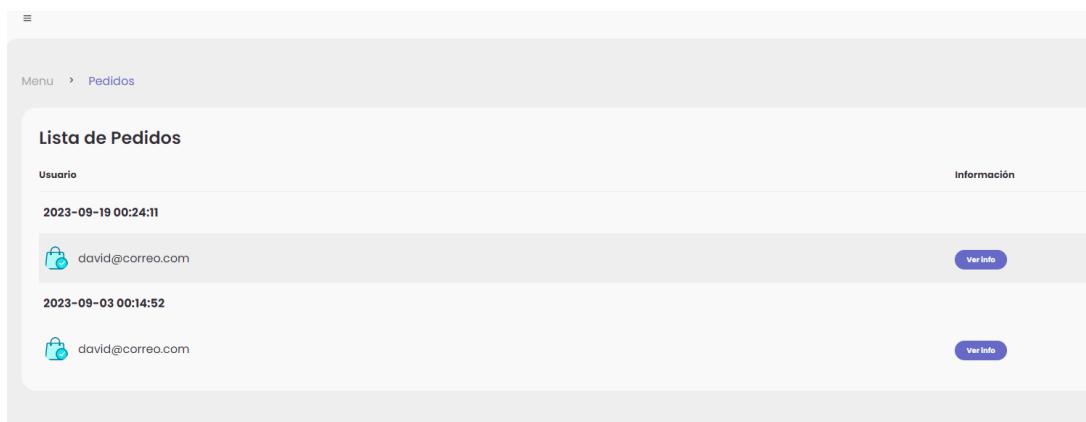 Menu > Pedidos
Lista de Pedidos
Usuario Información
2023-09-19 00:24:11
david@correo.com Ver Info
2023-09-03 00:14:52
david@correo.com Ver Info